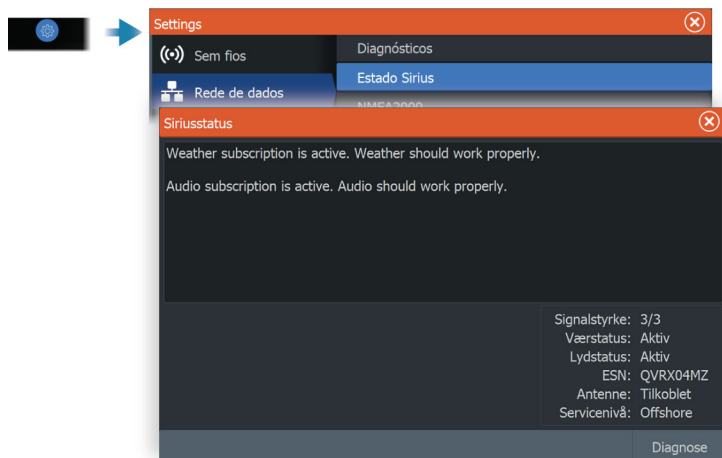 Settings
Sem fios
Diagnósticos
Rede de dados
Estado Sirius
NMEA2000
Siriusstatus
Weather subscription is active. Weather should work properly.
Audio subscription is active. Audio should work properly.
Signalstyrke: 3/3
Værstatus: Aktiv
Lydstatus: Aktiv
ESN: QVRX04MZ
Antenne: Tilkoblet
Servicenivå: Offshore
Diagnose